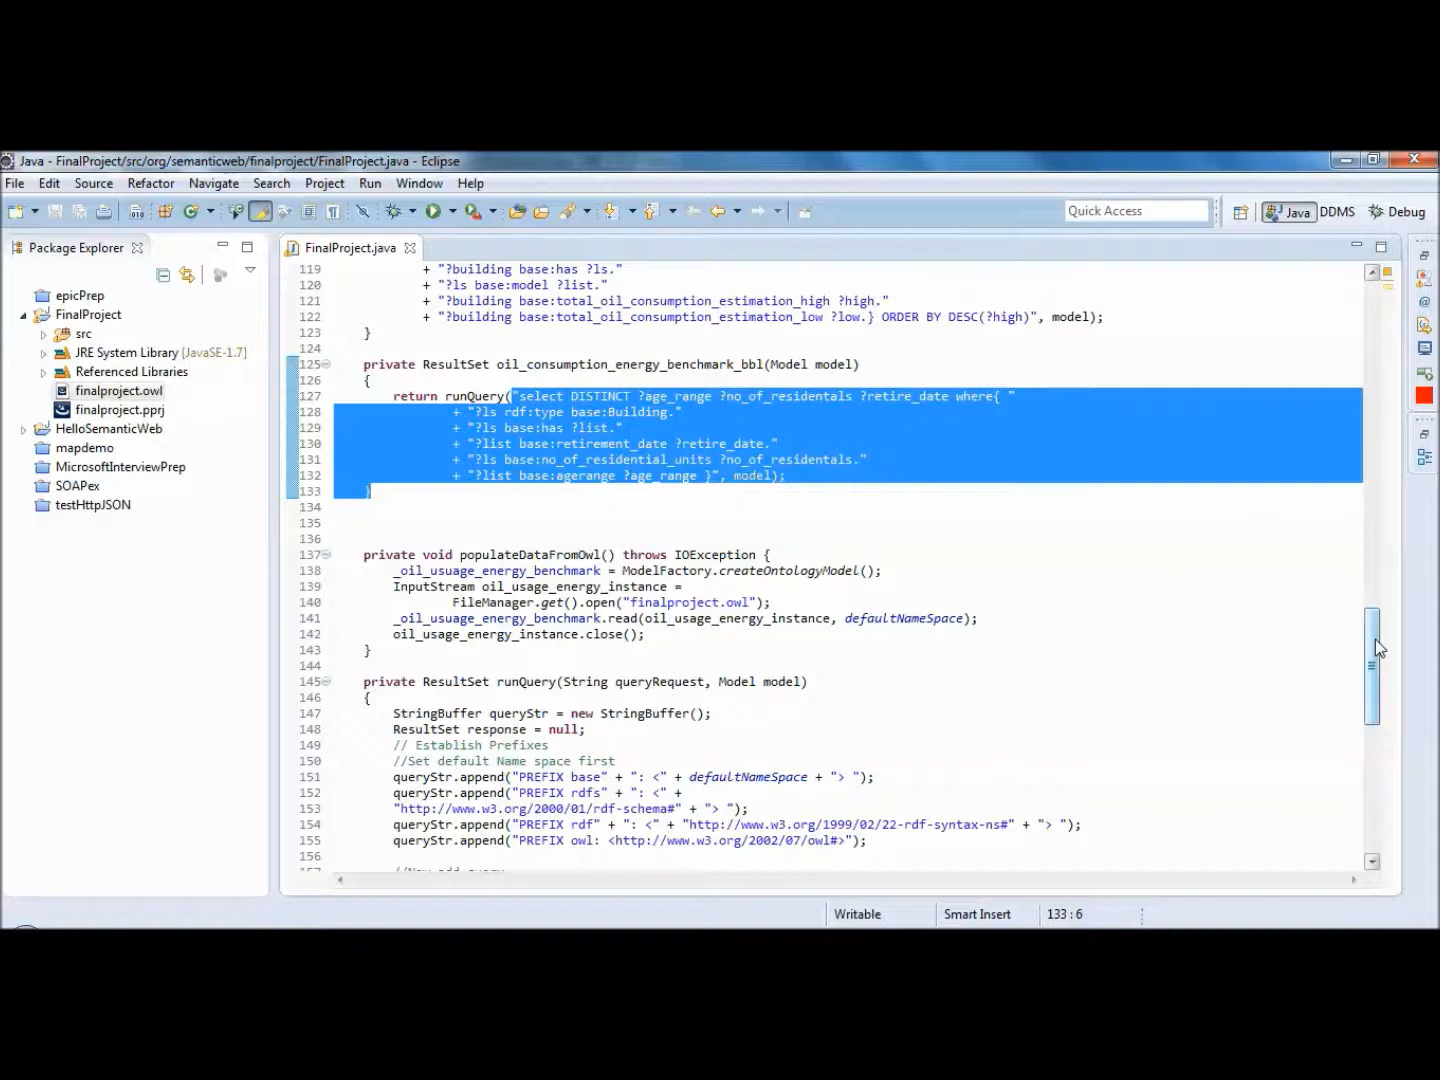 Java - FinalProject/src/org/semanticweb/finalproject/FinalProject.java - Eclipse
File Edit Source Refactor Navigate Search Project Run Window Help
Quick Access
Java DDMS Debug
Package Explorer
FinalProject.java
epicPrep
FinalProject
src
JRE System Library [JavaSE-1.7]
Referenced Libraries
finalproject.owl
finalproject.pprj
HelloSemanticWeb
mapdemo
MicrosoftInterviewPrep
SOAPex
testHttpJSON
119 + "?building base:has ?ls."
120 + "?ls base:model ?list."
121 + "?building base:total_oil_consumption_estimation_high ?high."
122 + "?building base:total_oil_consumption_estimation_low ?low.} ORDER BY DESC(?high)", model);
123 }
124
125 private ResultSet oil_consumption_energy_benchmark_bbl(Model model)
126 {
127 return runQuery("select DISTINCT ?age_range ?no_of_residentals ?retire_date where{ "
128 + "?ls rdf:type base:Building."
129 + "?ls base:has ?list."
130 + "?list base:retirement_date ?retire_date."
131 + "?ls base:no_of_residential_units ?no_of_residentals."
132 + "?list base:agerange ?age_range }", model);
133 }
134
135
136
137 private void populateDataFromOwl() throws IOException {
138 _oil_usuage_energy_benchmark = ModelFactory.createOntologyModel();
139 InputStream oil_usage_energy_instance =
140 FileManager.get().open("finalproject.owl");
141 _oil_usuage_energy_benchmark.read(oil_usage_energy_instance, defaultNameSpace);
142 oil_usage_energy_instance.close();
143 }
144
145 private ResultSet runQuery(String queryRequest, Model model)
146 {
147 StringBuffer queryStr = new StringBuffer();
148 ResultSet response = null;
149 // Establish Prefixes
150 //Set default Name space first
151 queryStr.append("PREFIX base" + ": <" + defaultNameSpace + "> ");
152 queryStr.append("PREFIX rdfs" + ": <" +
153 "http://www.w3.org/2000/01/rdf-schema#" + "> ");
154 queryStr.append("PREFIX rdf" + ": <" + "http://www.w3.org/1999/02/22-rdf-syntax-ns#" + "> ");
155 queryStr.append("PREFIX owl: <http://www.w3.org/2002/07/owl#>");
156
Writable Smart Insert 133 : 6